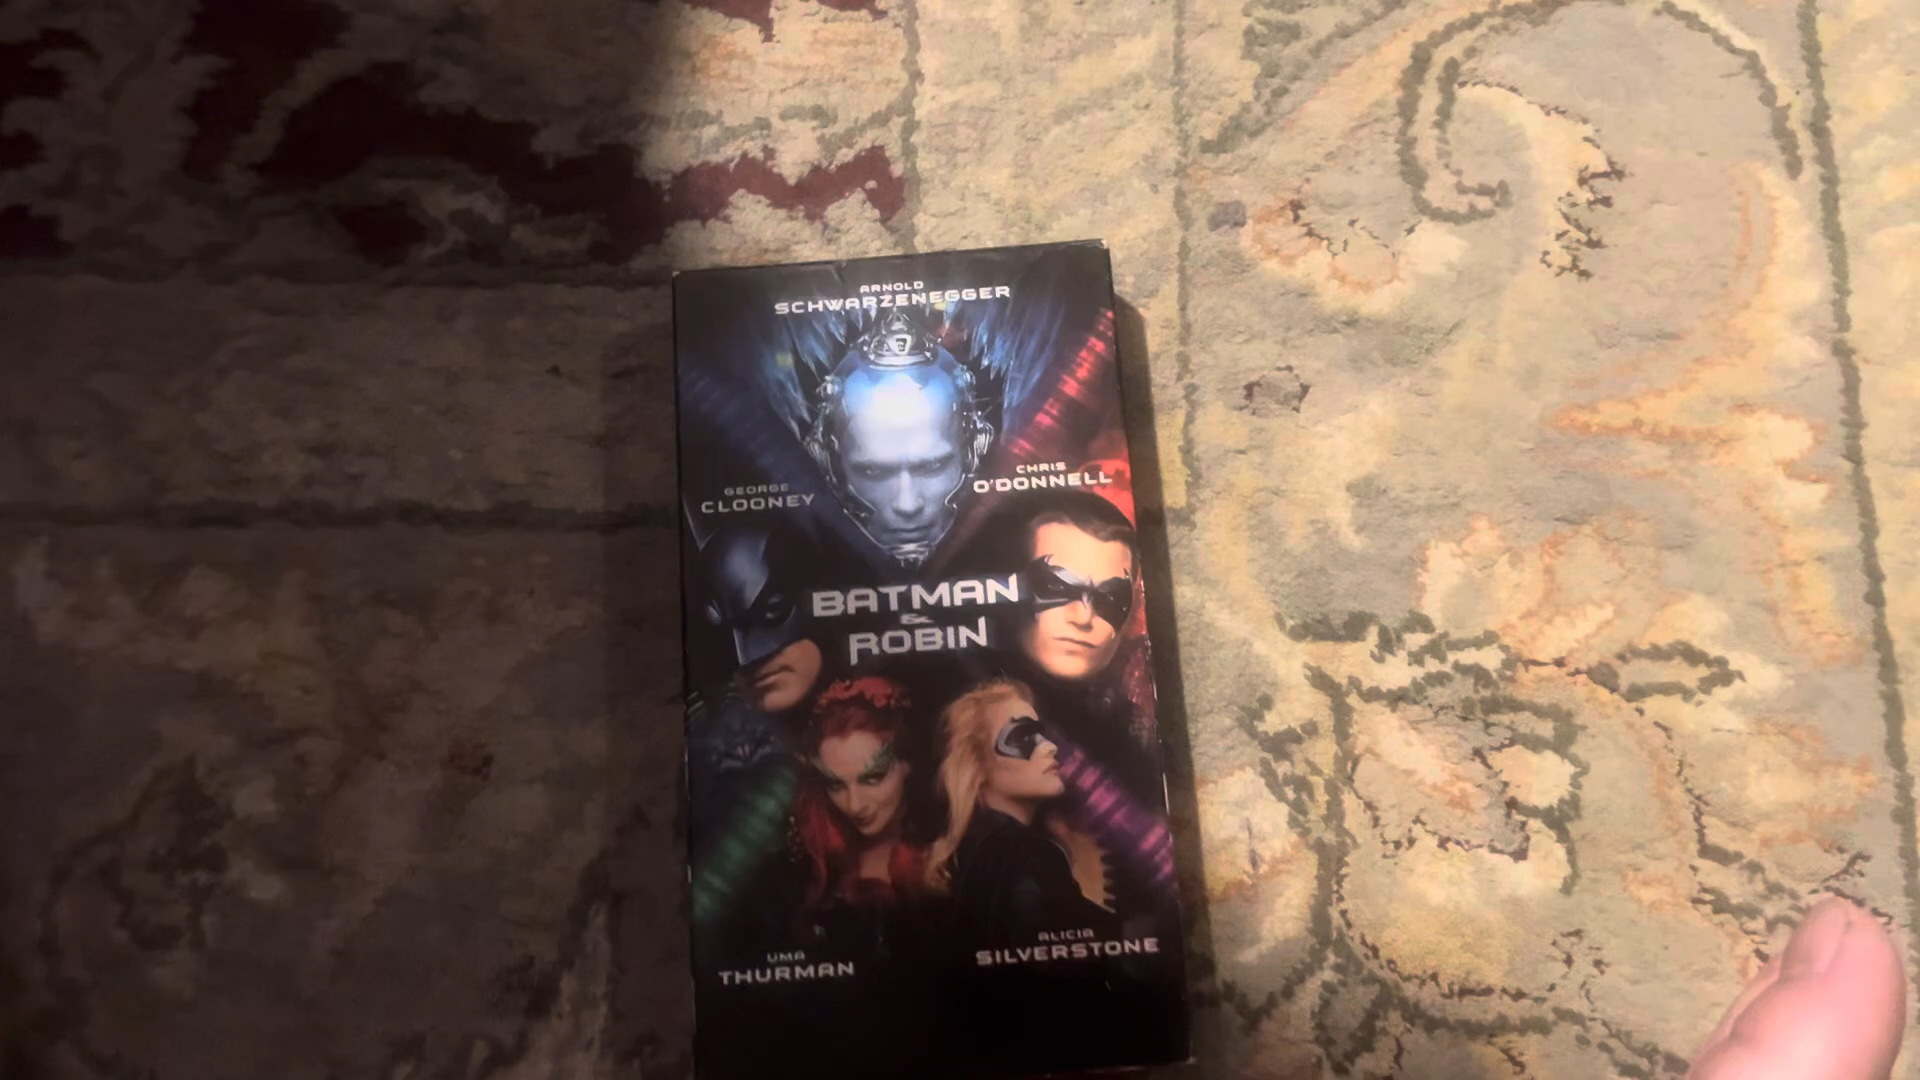 ARNOLD
SCHWARZENEGGER
GEORGE
CLOONEY
CHRIS
O'DONNELL
BATMAN
&
ROBIN
UMA
THURMAN
ALICIA
SILVERSTONE